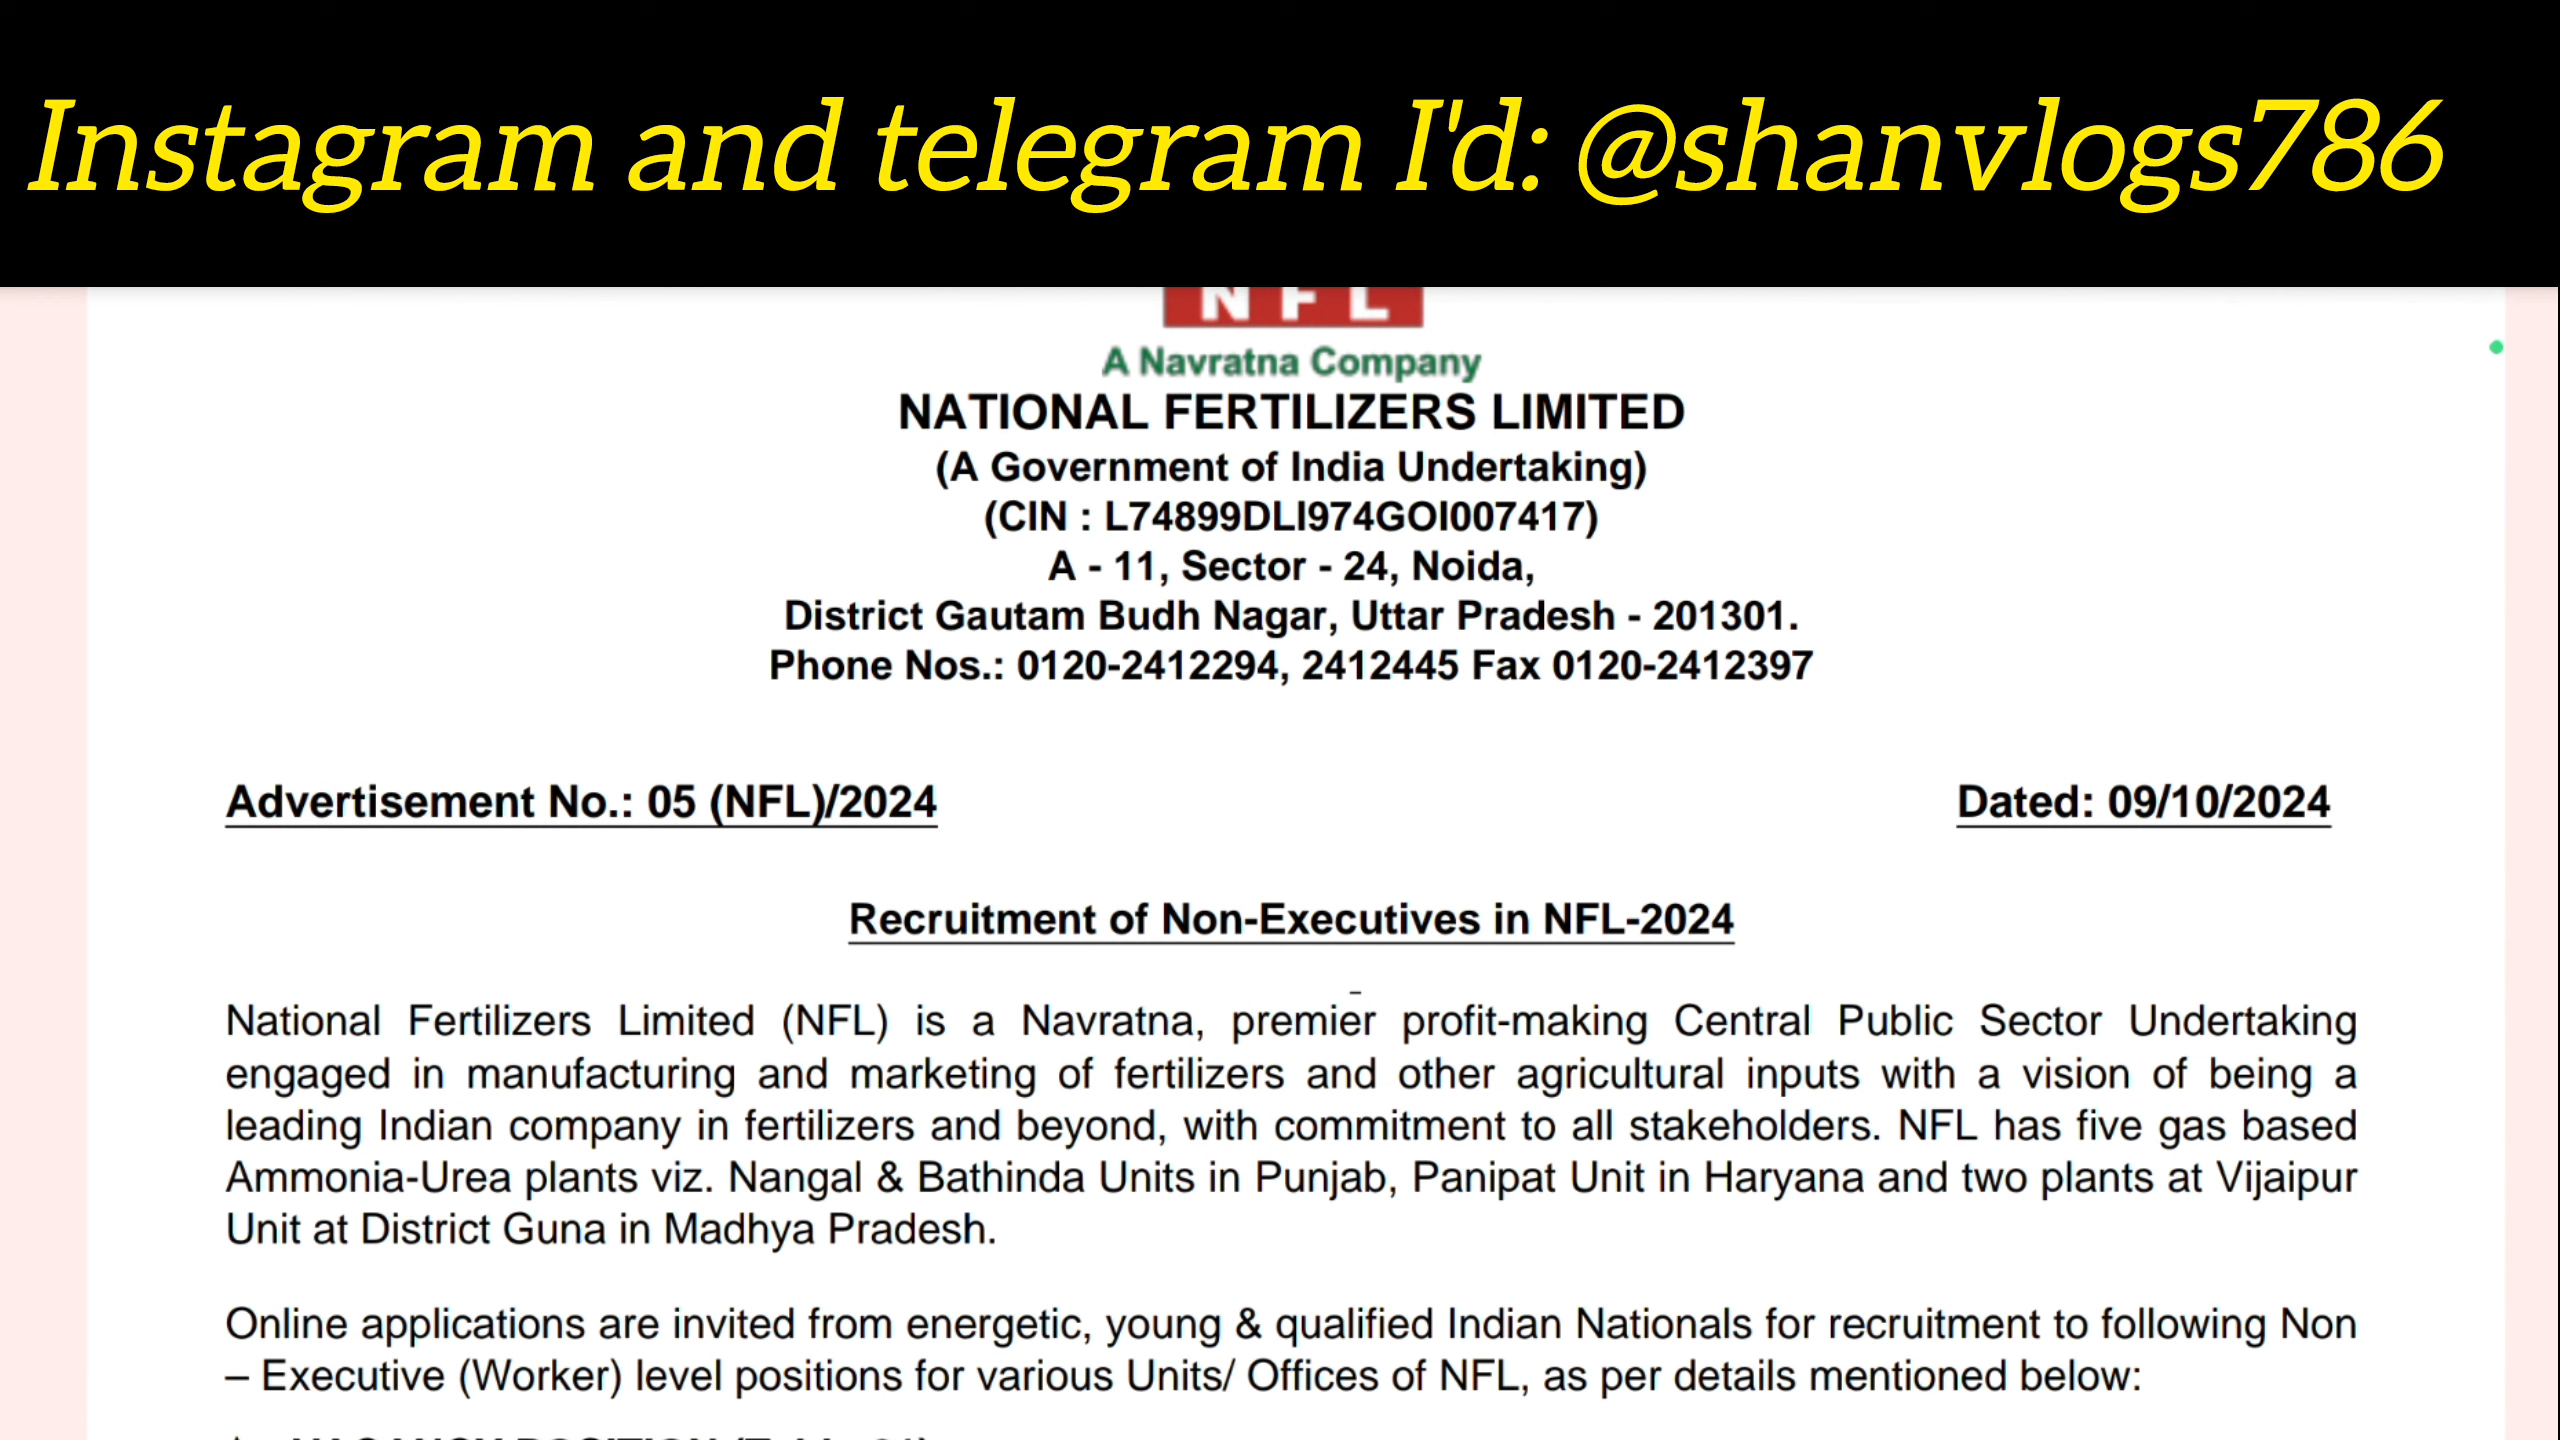 Instagram and telegram I'd: @shanvlogs786
NFL
A Navratna Company
NATIONAL FERTILIZERS LIMITED
(A Government of India Undertaking)
(CIN : L74899DLI974GOI007417)
A - 11, Sector - 24, Noida,
District Gautam Budh Nagar, Uttar Pradesh - 201301.
Phone Nos.: 0120-2412294, 2412445 Fax 0120-2412397
Advertisement No.: 05 (NFL)/2024 Dated: 09/10/2024
Recruitment of Non-Executives in NFL-2024
National Fertilizers Limited (NFL) is a Navratna, premier profit-making Central Public Sector Undertaking
engaged in manufacturing and marketing of fertilizers and other agricultural inputs with a vision of being a
leading Indian company in fertilizers and beyond, with commitment to all stakeholders. NFL has five gas based
Ammonia-Urea plants viz. Nangal & Bathinda Units in Punjab, Panipat Unit in Haryana and two plants at Vijaipur
Unit at District Guna in Madhya Pradesh.
Online applications are invited from energetic, young & qualified Indian Nationals for recruitment to following Non
– Executive (Worker) level positions for various Units/ Offices of NFL, as per details mentioned below: